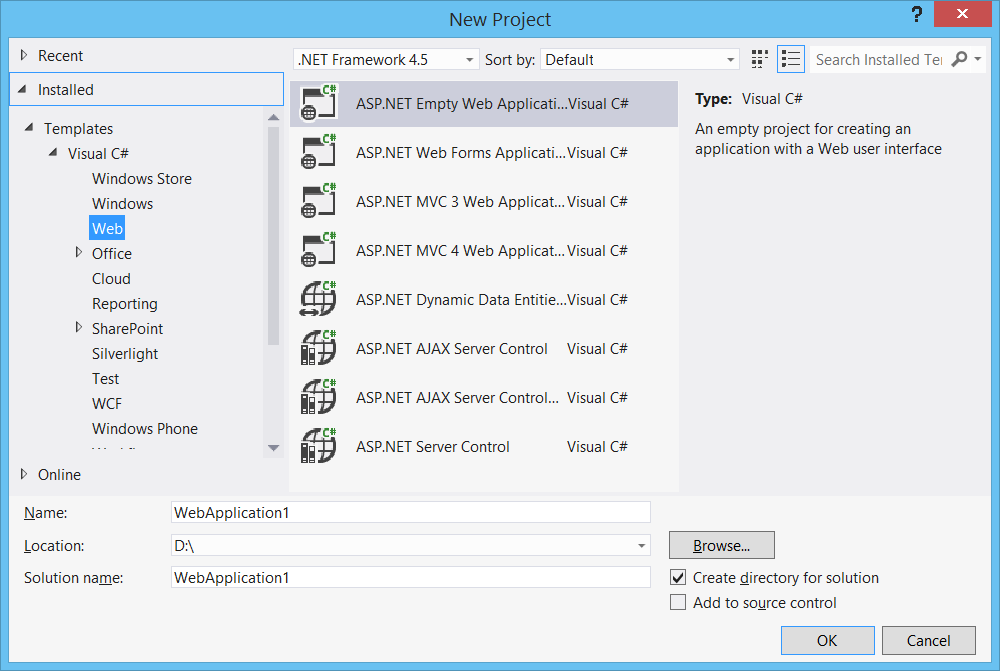 New Project
?
Recent
Installed
Templates
Visual C#
Windows Store
Windows
Web
Office
Cloud
Reporting
SharePoint
Silverlight
Test
WCF
Windows Phone
Online
.NET Framework 4.5
Sort by:
Default
Search Installed Te
C#
ASP.NET Empty Web Applicati...Visual C#
C#
ASP.NET Web Forms Applicati...Visual C#
C#
ASP.NET MVC 3 Web Applicat...Visual C#
C#
ASP.NET MVC 4 Web Applicat...Visual C#
C#
ASP.NET Dynamic Data Entitie...Visual C#
C#
ASP.NET AJAX Server Control Visual C#
C#
ASP.NET AJAX Server Control... Visual C#
C#
ASP.NET Server Control Visual C#
Type: Visual C#
An empty project for creating an
application with a Web user interface
Name: WebApplication1
Location: D:\
Browse...
Solution name: WebApplication1
Create directory for solution
Add to source control
OK
Cancel